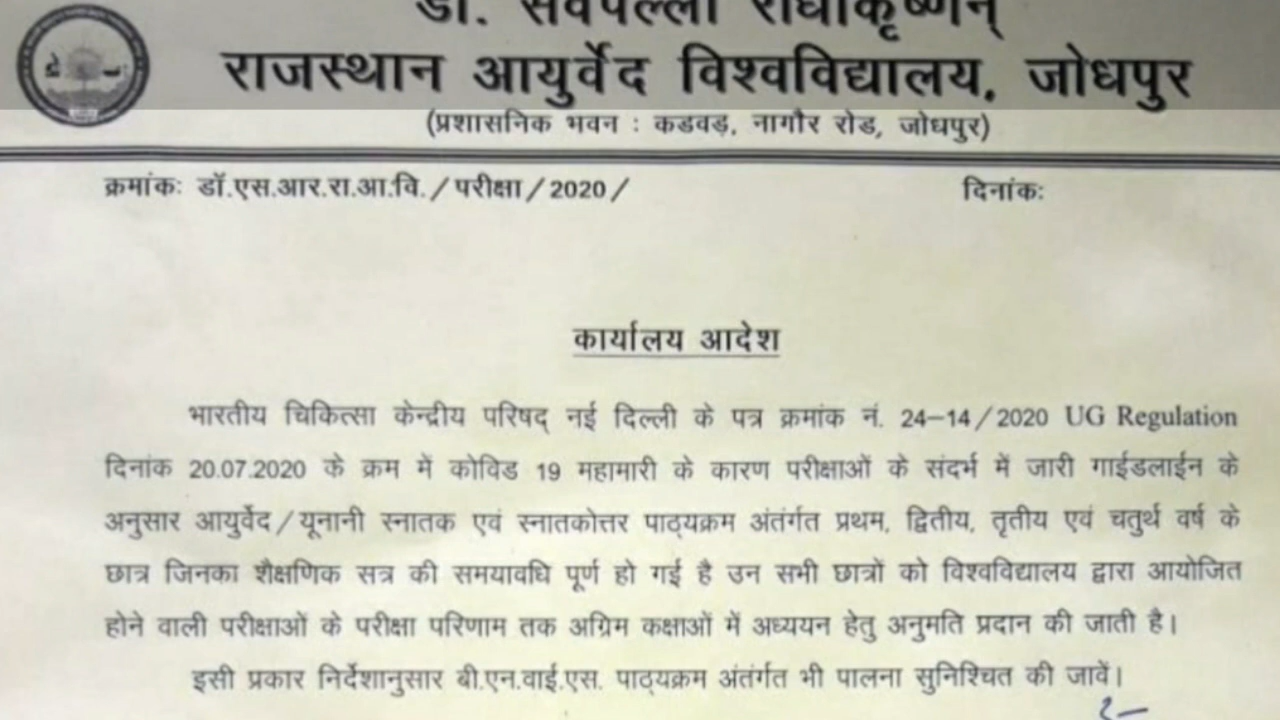 डॉ. सर्वपल्ली राधाकृष्णन्
राजस्थान आयुर्वेद विश्वविद्यालय, जोधपुर
(प्रशासनिक भवन : कडवड़, नागौर रोड, जोधपुर)
क्रमांकः डॉ.एस.आर.रा.आ.वि./परीक्षा/2020/ दिनांकः
कार्यालय आदेश
भारतीय चिकित्सा केन्द्रीय परिषद् नई दिल्ली के पत्र क्रमांक नं. 24–14/2020 UG Regulation
दिनांक 20.07.2020 के क्रम में कोविड 19 महामारी के कारण परीक्षाओं के संदर्भ में जारी गाईडलाईन के
अनुसार आयुर्वेद/यूनानी स्नातक एवं स्नातकोत्तर पाठ्यक्रम अंतर्गत प्रथम, द्वितीय, तृतीय एवं चतुर्थ वर्ष के
छात्र जिनका शैक्षणिक सत्र की समयावधि पूर्ण हो गई है उन सभी छात्रों को विश्वविद्यालय द्वारा आयोजित
होने वाली परीक्षाओं के परीक्षा परिणाम तक अग्रिम कक्षाओं में अध्ययन हेतु अनुमति प्रदान की जाती है।
इसी प्रकार निर्देशानुसार बी.एन.वाई.एस. पाठ्यक्रम अंतर्गत भी पालना सुनिश्चित की जावें।